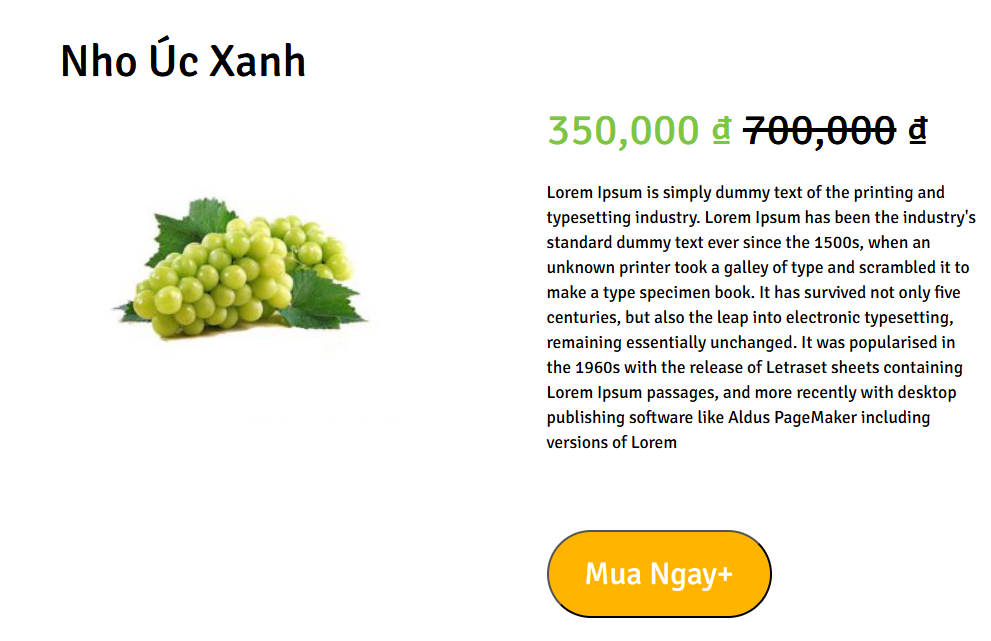 Nho Úc Xanh
350,000 ₫ 700,000 ₫
Lorem Ipsum is simply dummy text of the printing and
typesetting industry. Lorem Ipsum has been the industry's
standard dummy text ever since the 1500s, when an
unknown printer took a galley of type and scrambled it to
make a type specimen book. It has survived not only five
centuries, but also the leap into electronic typesetting,
remaining essentially unchanged. It was popularised in
the 1960s with the release of Letraset sheets containing
Lorem Ipsum passages, and more recently with desktop
publishing software like Aldus PageMaker including
versions of Lorem
Mua Ngay+